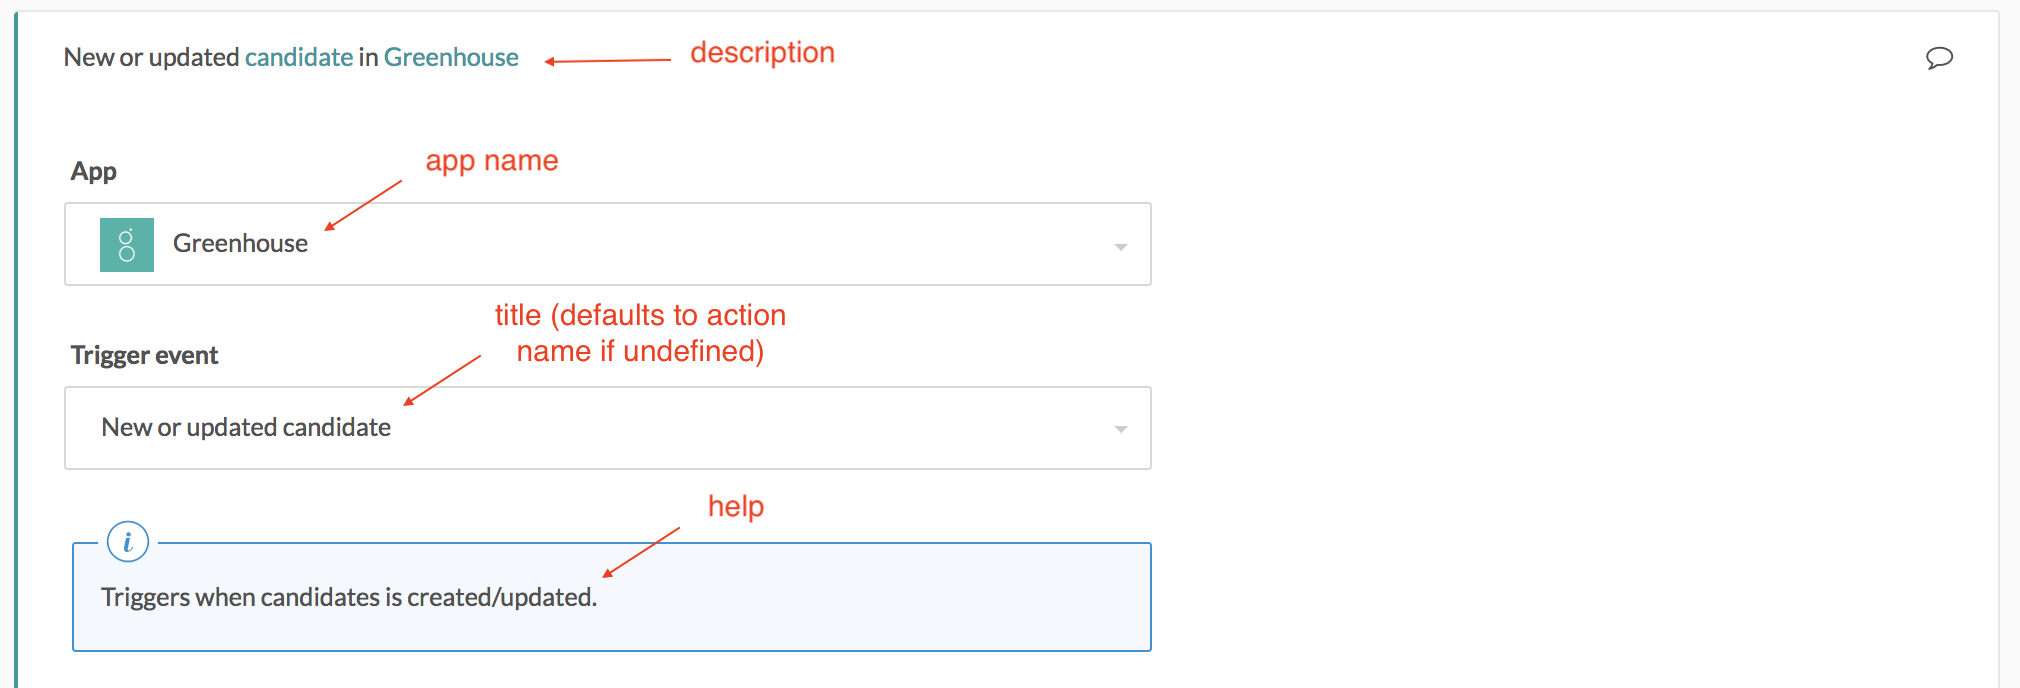 New or updated candidate in Greenhouse
description
App
app name
Greenhouse
title (defaults to action
name if undefined)
Trigger event
New or updated candidate
help
i
Triggers when candidates is created/updated.